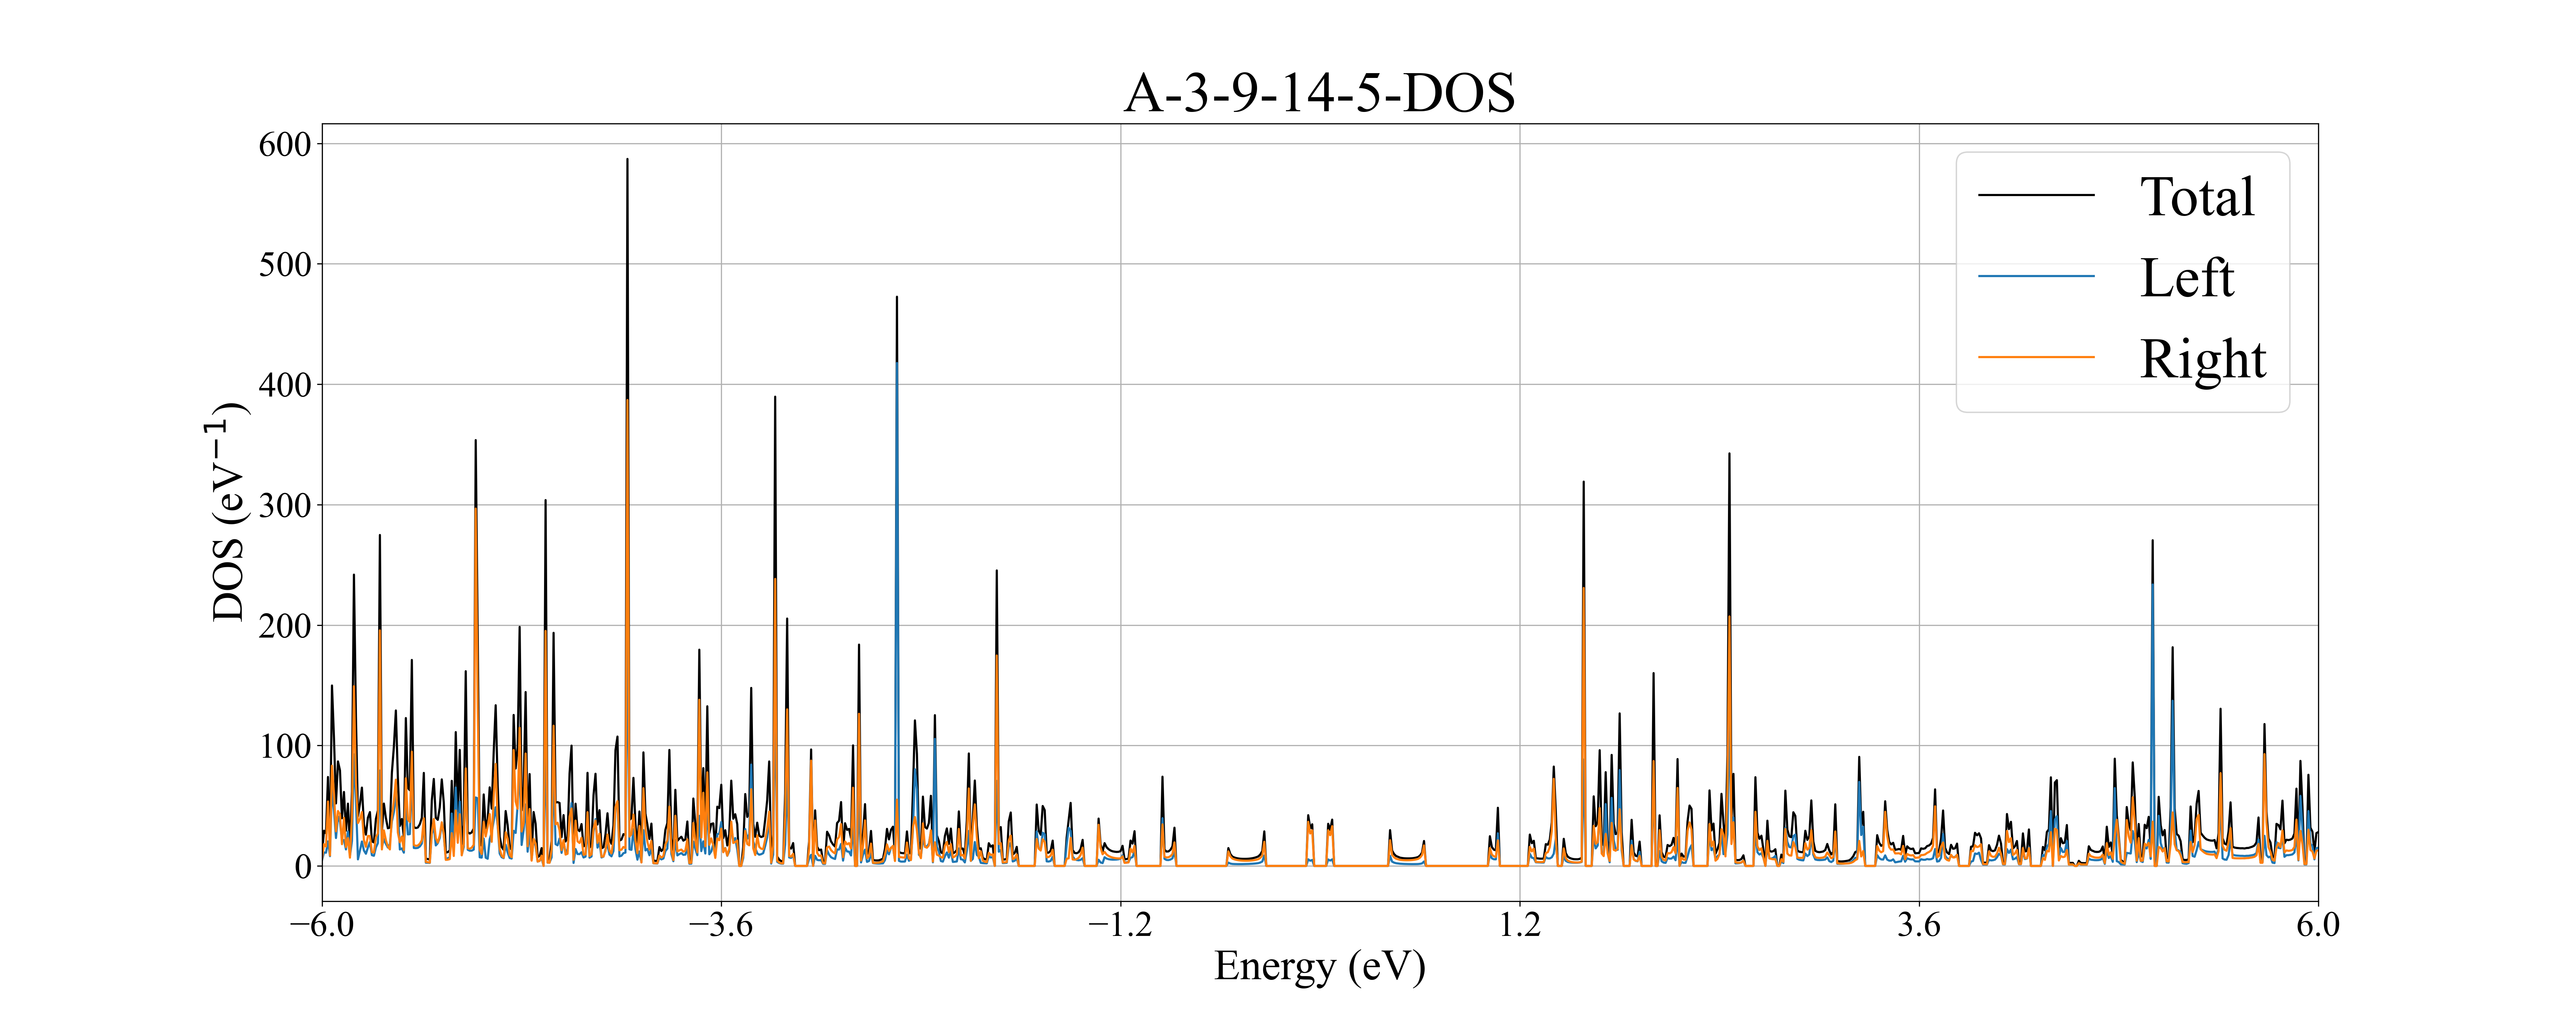 A-3-9-14-5-DOS
600
500
400
300
200
100
0
DOS (eV⁻¹)
Total
Left
Right
−6.0 −3.6 −1.2 1.2 3.6 6.0
Energy (eV)